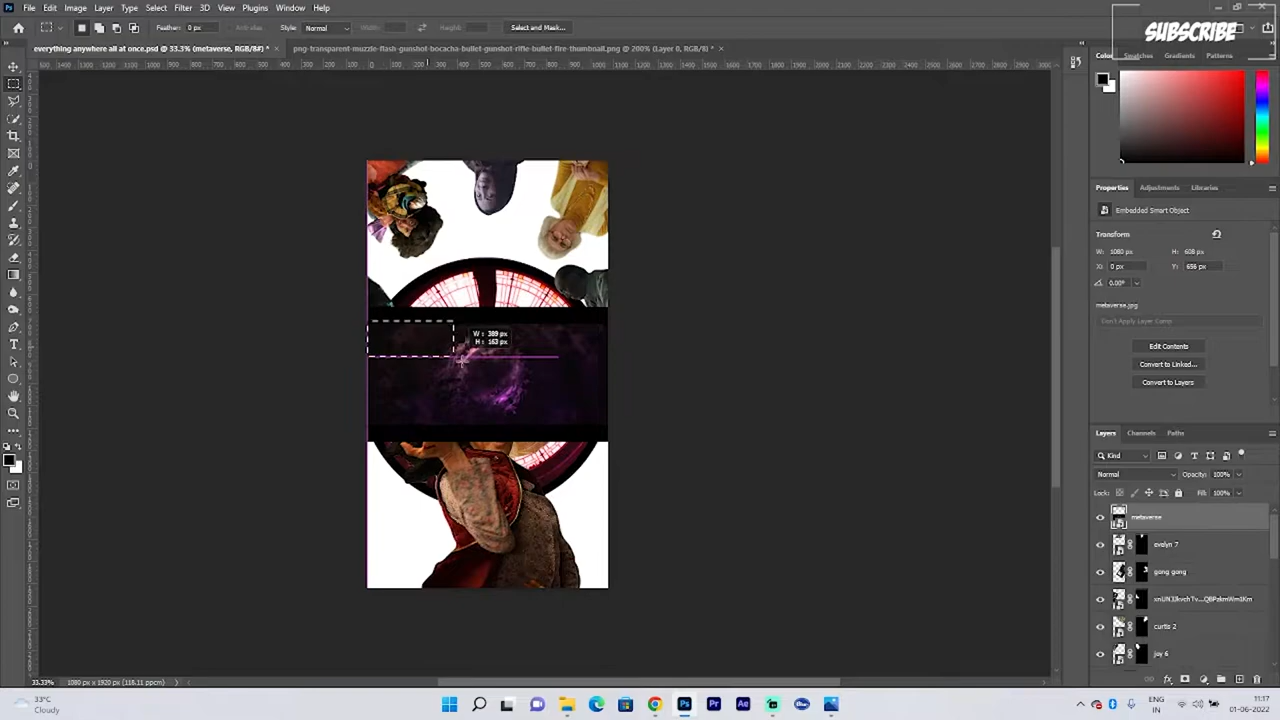 File Edit Image Layer Type Select Filter 3D View Plugins Window Help
Feather: 0 px Anti-alias Style: Normal Width: Height: Select and Mask...
SUBSCRIBE
everything anywhere all at once.psd @ 33.3% (metaverse, RGB/8#) *
png-transparent-muzzle-flash-gunshot-bocacha-bullet-gunshot-rifle-bullet-fire-thumbnail.png @ 200% (Layer 0, RGB/8) *
Color Swatches Gradients Patterns
Properties Adjustments Libraries
Embedded Smart Object
Transform
W: 1080 px H: 608 px
X: 0 px Y: 656 px
0.00°
metaverse.jpg
Don't Apply Layer Comp
Edit Contents
Convert to Linked...
Convert to Layers
W: 389 px
H: 163 px
Layers Channels Paths
Kind
Normal Opacity: 100%
Lock: Fill: 100%
metaverse
evelyn 7
gang gang
curtis 2
joy 6
33.33% 1080 px x 1920 px (118.11 ppcm)
33°C
Cloudy
ENG
IN
11:17
01-06-2022